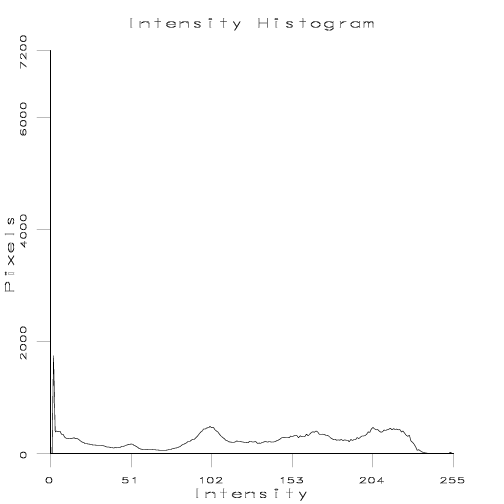 Intensity Histogram
7200
6000
4000
2000
0
Pixels
0 51 102 153 204 255
Intensity